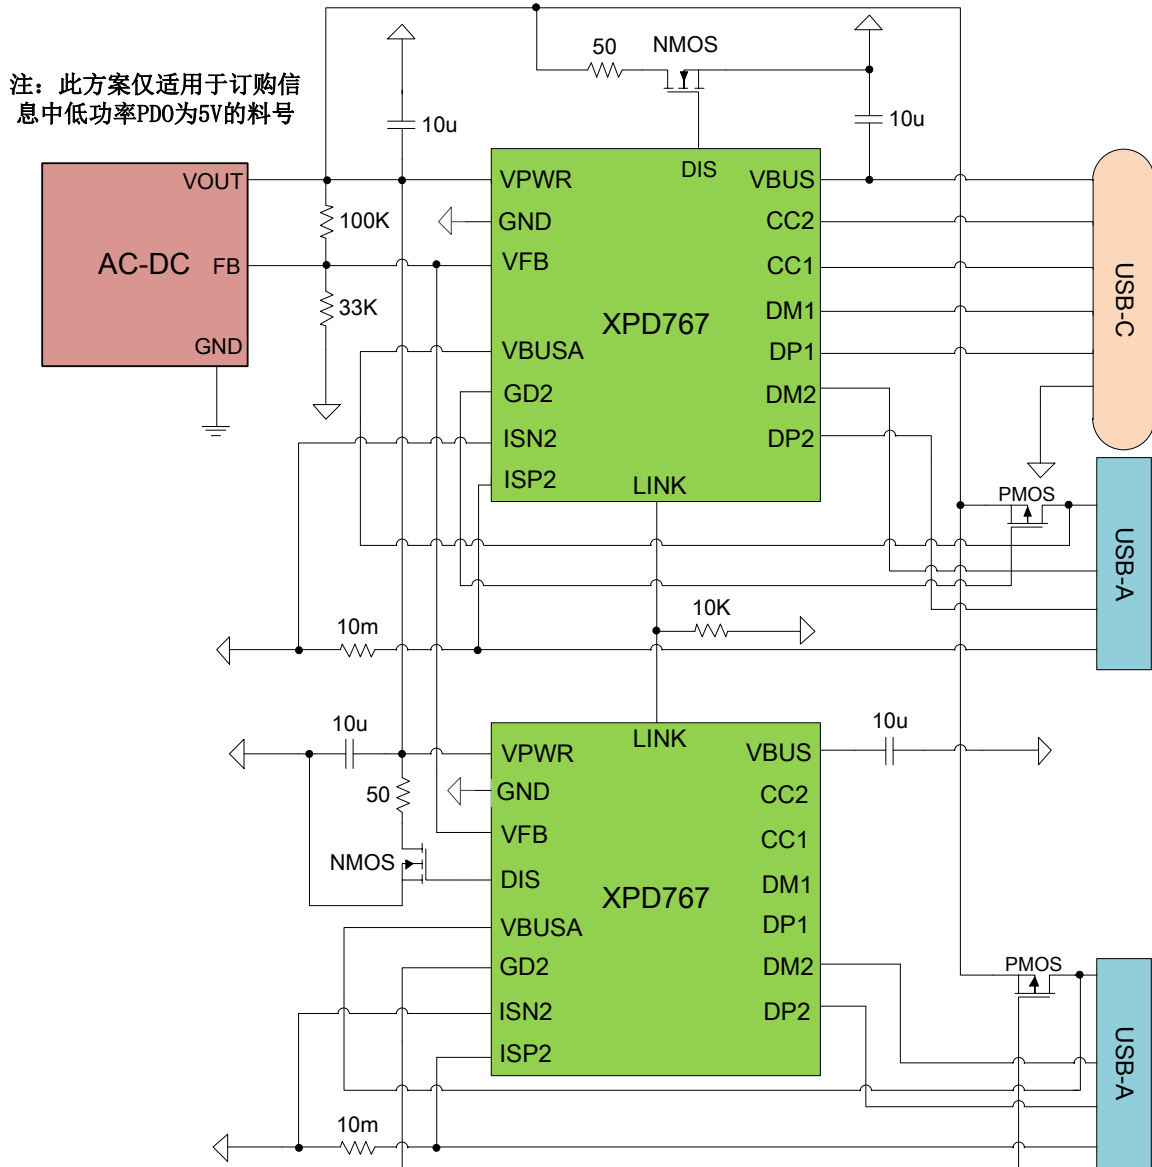 50
NMOS
注：此方案仅适用于订购信
息中低功率PDO为5V的料号
10u
10u
VOUT
VPWR
DIS
VBUS
GND
CC2
100K
AC-DC
FB
VFB
CC1
33K
XPD767
DM1
USB-C
GND
VBUSA
DP1
GD2
DM2
ISN2
DP2
ISP2
LINK
PMOS
USB-A
10K
10m
10u
LINK
10u
VPWR
VBUS
50
GND
CC2
VFB
CC1
NMOS
DIS
XPD767
DM1
VBUSA
DP1
GD2
DM2
PMOS
ISN2
DP2
USB-A
ISP2
10m